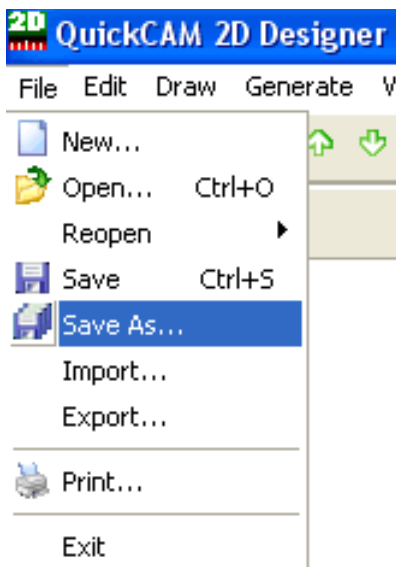 2D QuickCAM 2D Designer
File Edit Draw Generate
New...
Open... Ctrl+O
Reopen
Save Ctrl+S
Save As...
Import...
Export...
Print...
Exit